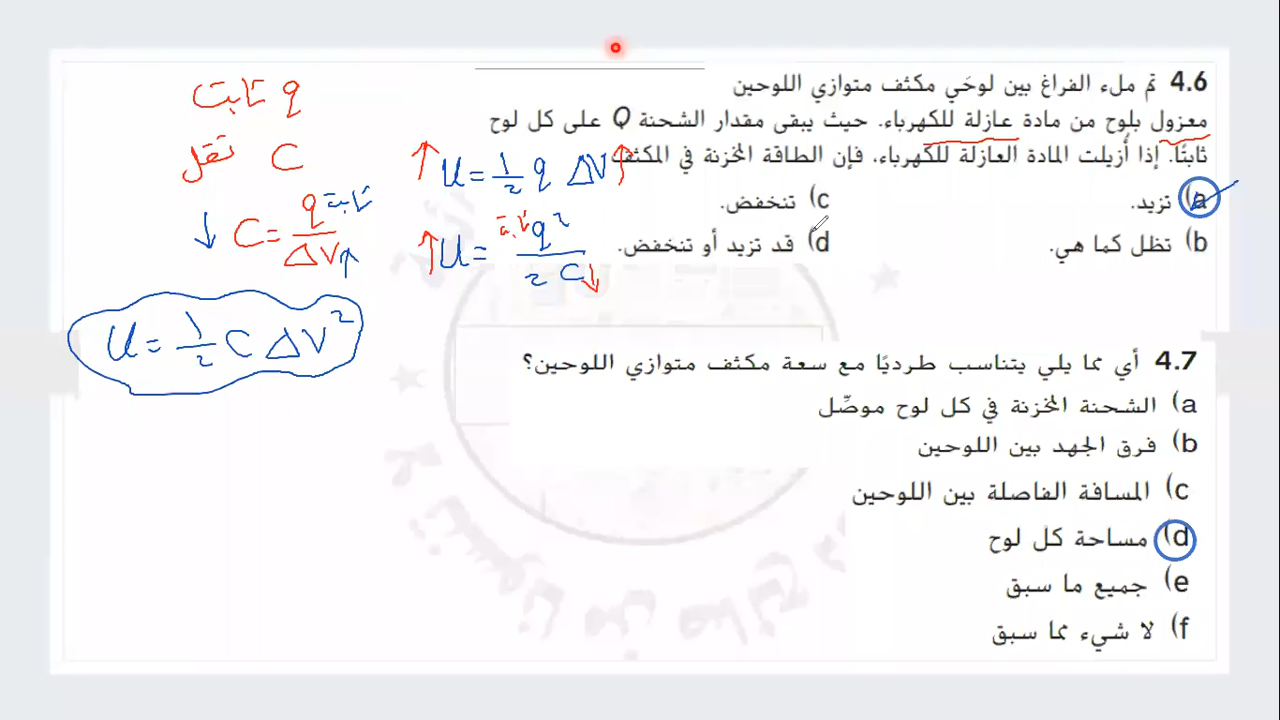 4.6 تم ملء الفراغ بين لوحَي مكثف متوازي اللوحين
معزول بلوح من مادة عازلة للكهرباء. حيث يبقى مقدار الشحنة Q على كل لوح
ثابتًا. إذا أُزيلت المادة العازلة للكهرباء، فإن الطاقة المخزنة في المكثف
a) تزيد.
b) تظل كما هي.
c) تنخفض.
d) قد تزيد أو تنخفض.
q ثابت
C تقل
↓ C = q ثابت / ΔV ↑
U = 1/2 C ΔV²
↑ U = 1/2 q ΔV ↑
↑ U = q² / 2 C ↓
4.7 أي مما يلي يتناسب طرديًا مع سعة مكثف متوازي اللوحين؟
a) الشحنة المخزنة في كل لوح موصِّل
b) فرق الجهد بين اللوحين
c) المسافة الفاصلة بين اللوحين
d) مساحة كل لوح
e) جميع ما سبق
f) لا شيء مما سبق